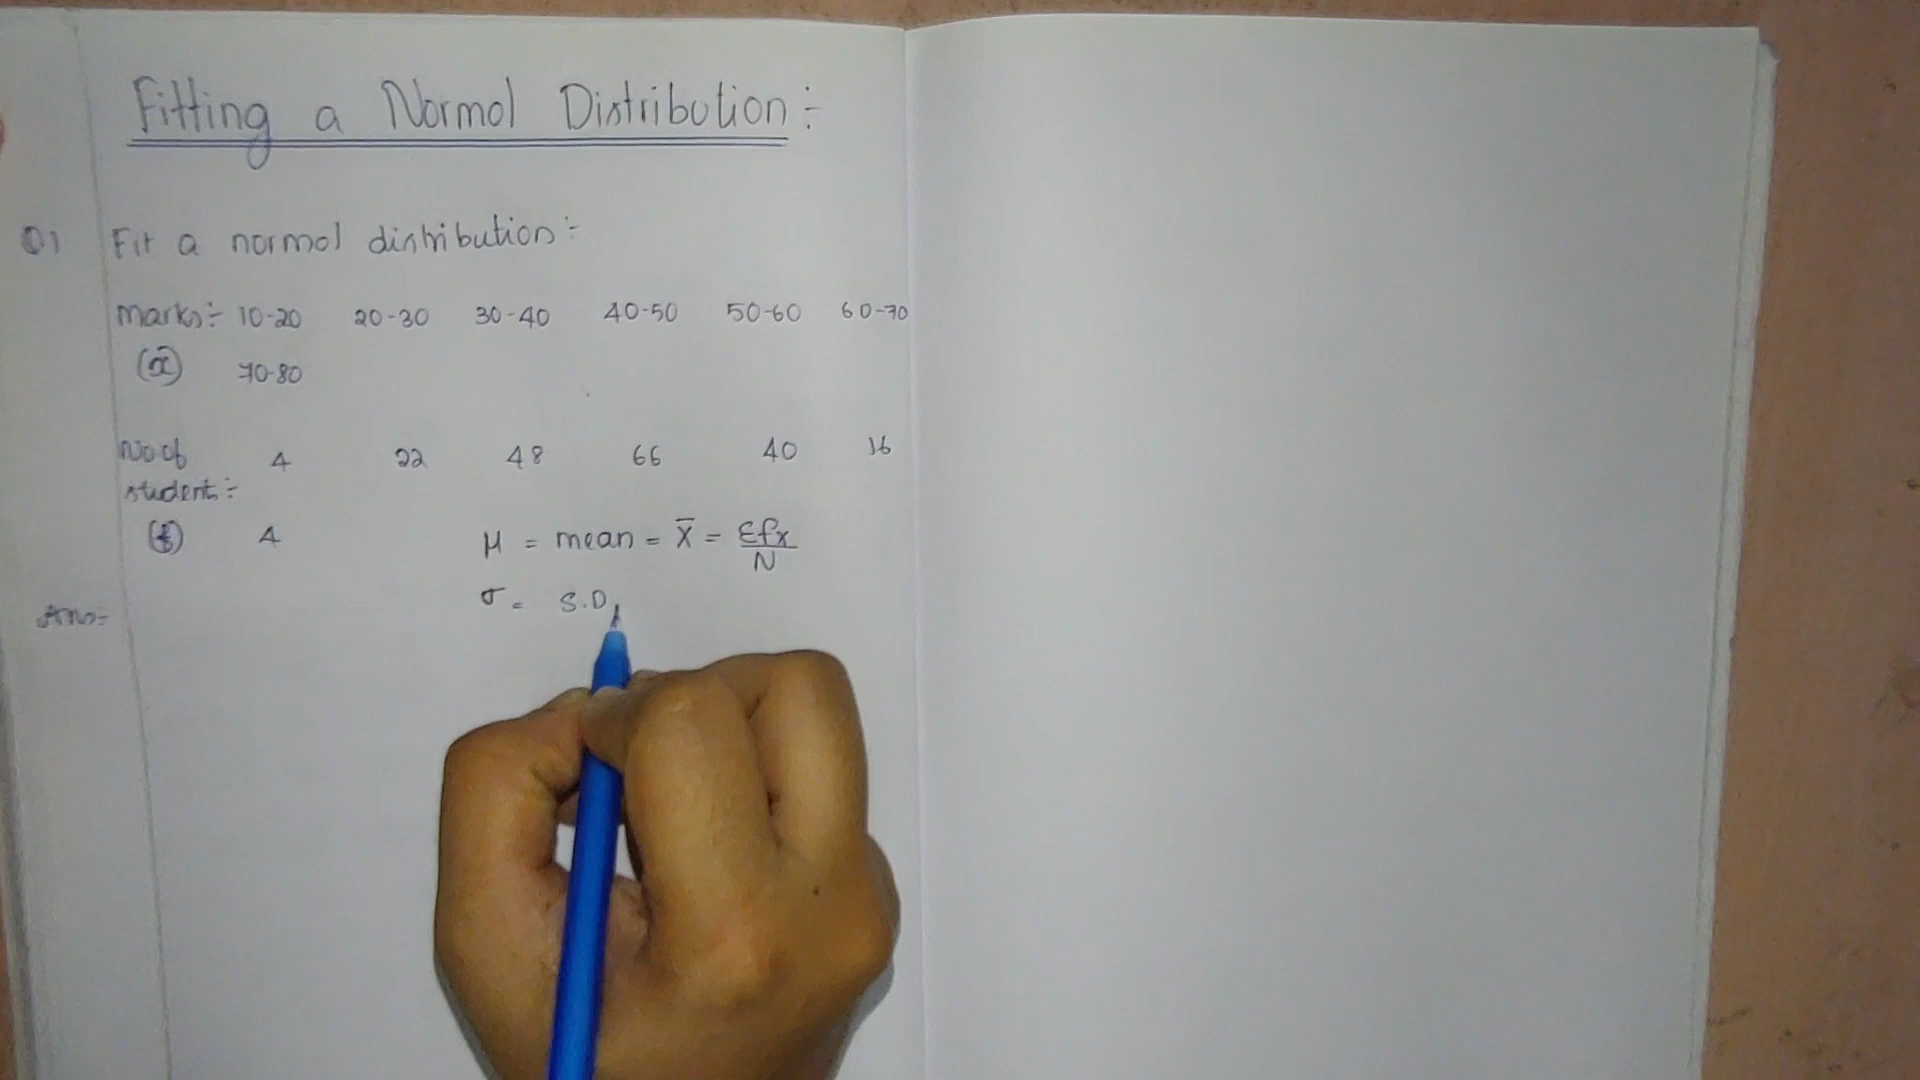 Fitting a Normal Distribution :-
Q1 Fit a normal distribution :-
marks :- 10-20 20-30 30-40 40-50 50-60 60-70
(x) 70-80
No of 4 22 48 66 40 16
students :-
(f) 4 μ = mean = X̄ = Σfx/N
σ = S.D,
Ans-